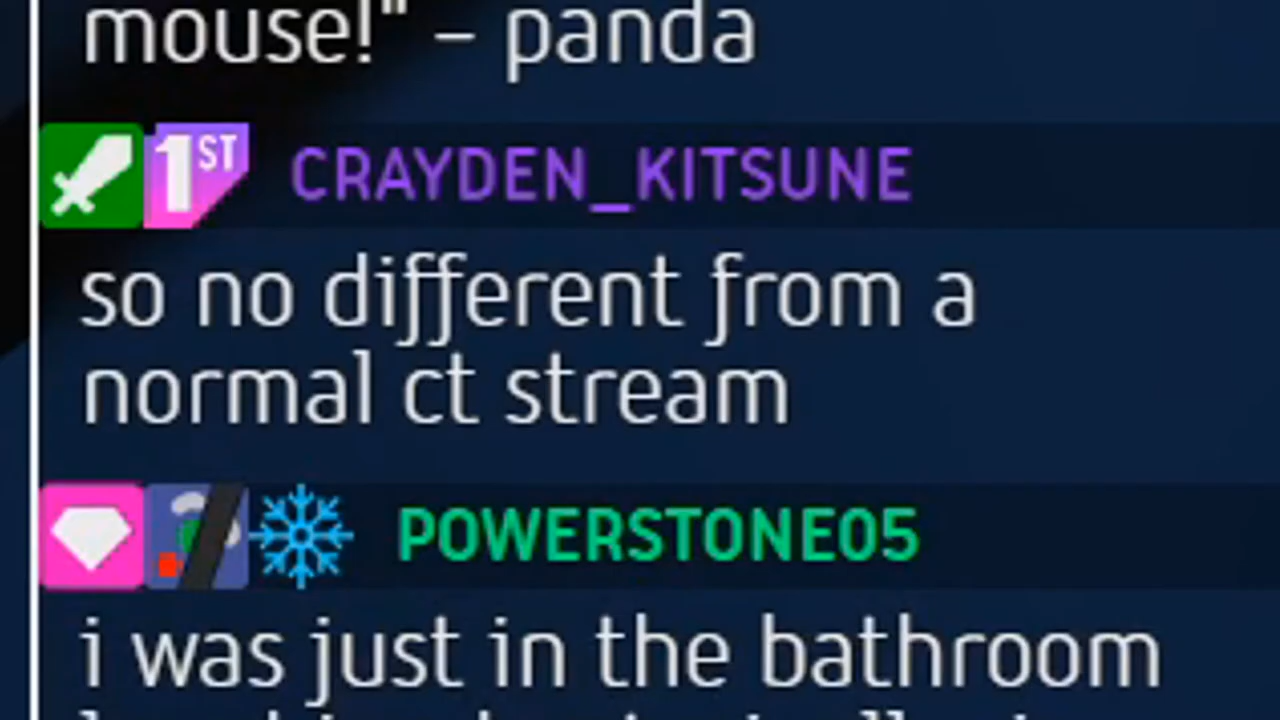 mouse!" – panda
1ST CRAYDEN_KITSUNE
so no different from a
normal ct stream
POWERSTONE05
i was just in the bathroom